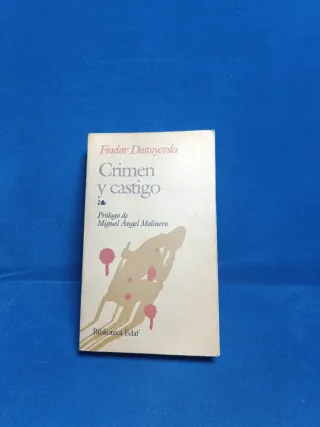 Fiodor Dostoyevski
Crimen
y castigo
Prólogo de
Miguel Ángel Molinero
Biblioteca Edaf